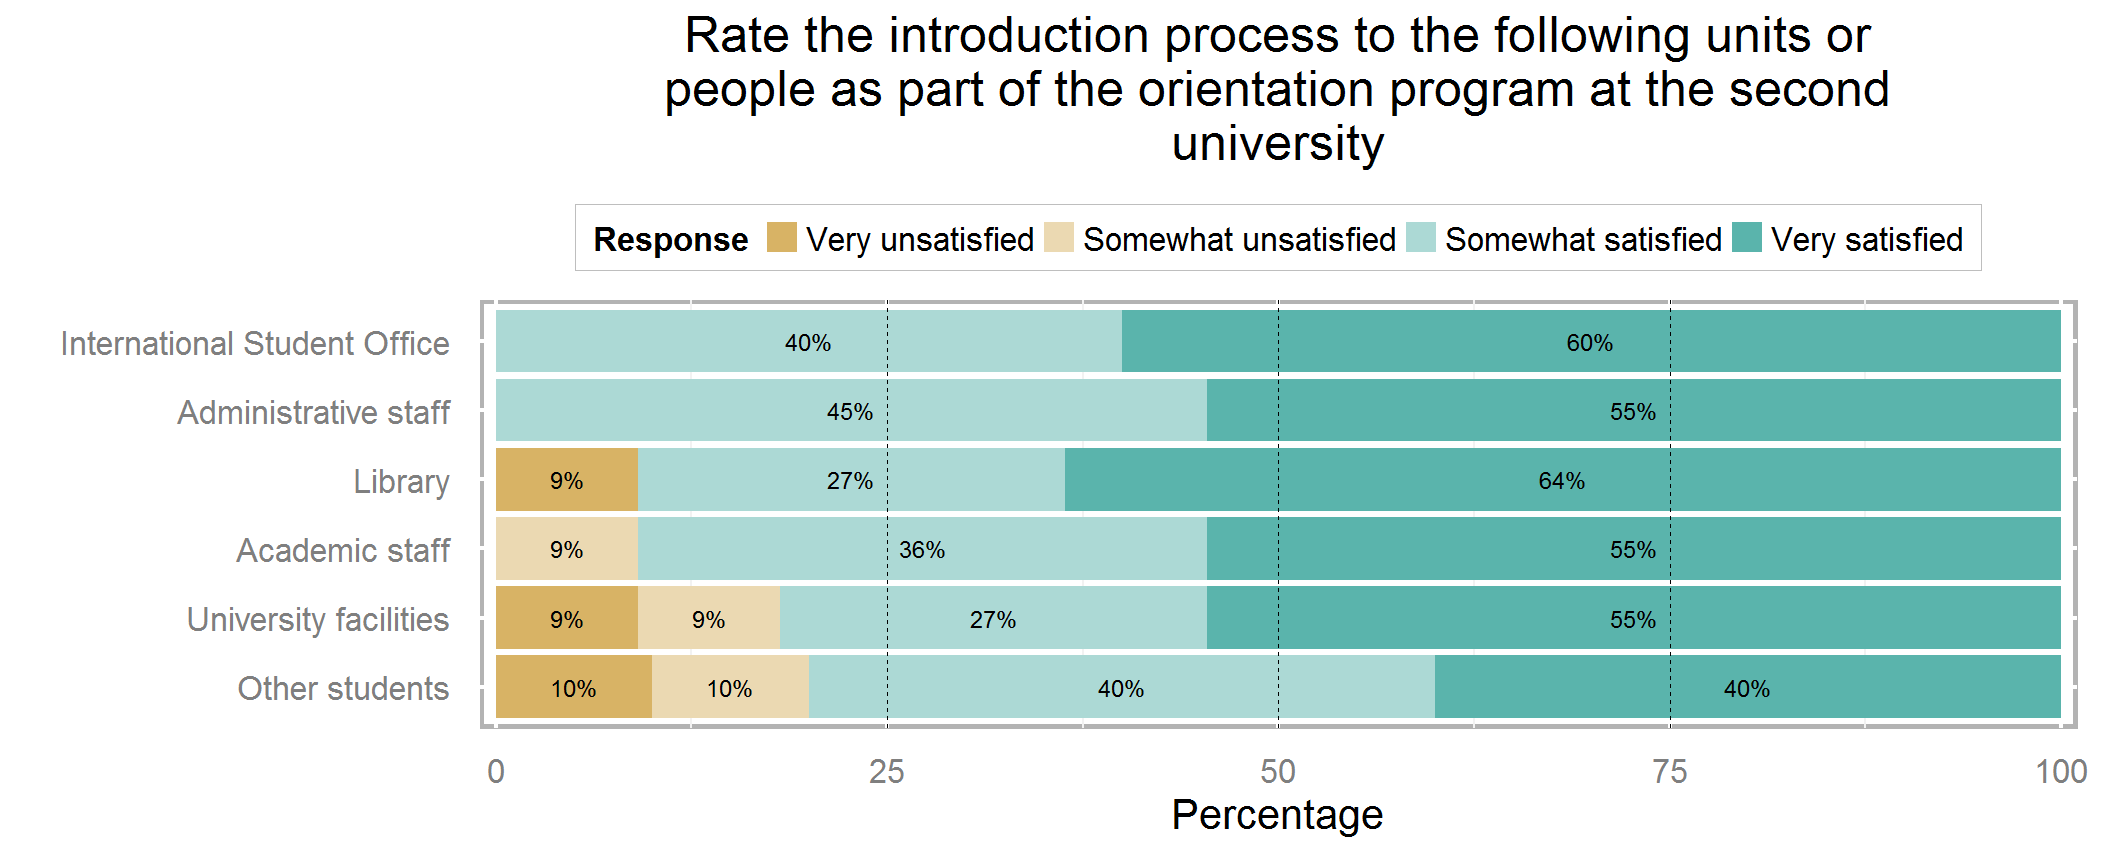 Rate the introduction process to the following units or
people as part of the orientation program at the second
university
Response Very unsatisfied Somewhat unsatisfied Somewhat satisfied Very satisfied
International Student Office 40% 60%
Administrative staff 45% 55%
Library 9% 27% 64%
Academic staff 9% 36% 55%
University facilities 9% 9% 27% 55%
Other students 10% 10% 40% 40%
0 25 50 75 100
Percentage